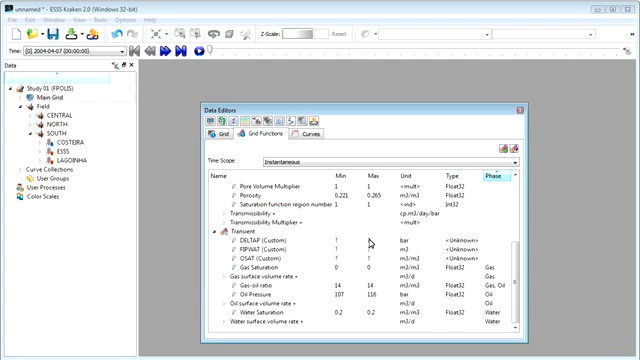 unnamed * - ESSS Kraken 2.0 (Windows 32-bit)
File Edit View Tools Options Help
Z-Scale: Reset
Time: [0] 2004-04-07 (00:00:00)
Data
Study 01 (FPOLIS)
Main Grid
Field
CENTRAL
NORTH
SOUTH
COSTEIRA
ESSS
LAGOINHA
Curve Collections
User Groups
User Processes
Color Scales
Data Editors
Grid Grid Functions Curves
Time Scope Instantaneous
Name Min Max Unit Type Phase
Pore Volume Multiplier 1 1 <mult> Float32
Porosity 0.221 0.265 m3/m3 Float32
Saturation function region number 1 1 <ind> Int32
Transmissibility + cp.m3/day/bar
Transmissibility Multiplier + <mult>
Transient
DELTAP (Custom) ? ? bar <Unknown>
FIPWAT (Custom) ? ? m3 <Unknown>
OSAT (Custom) ? ? m3/m3 <Unknown>
Gas Saturation 0 0 m3/m3 Float32 Gas
Gas surface volume rate + m3/d Gas
Gas-oil ratio 14 14 m3/m3 Float32 Gas, Oil
Oil Pressure 107 116 bar Float32 Oil
Oil surface volume rate + m3/d Oil
Water Saturation 0.2 0.2 m3/m3 Float32 Water
Water surface volume rate + m3/d Water